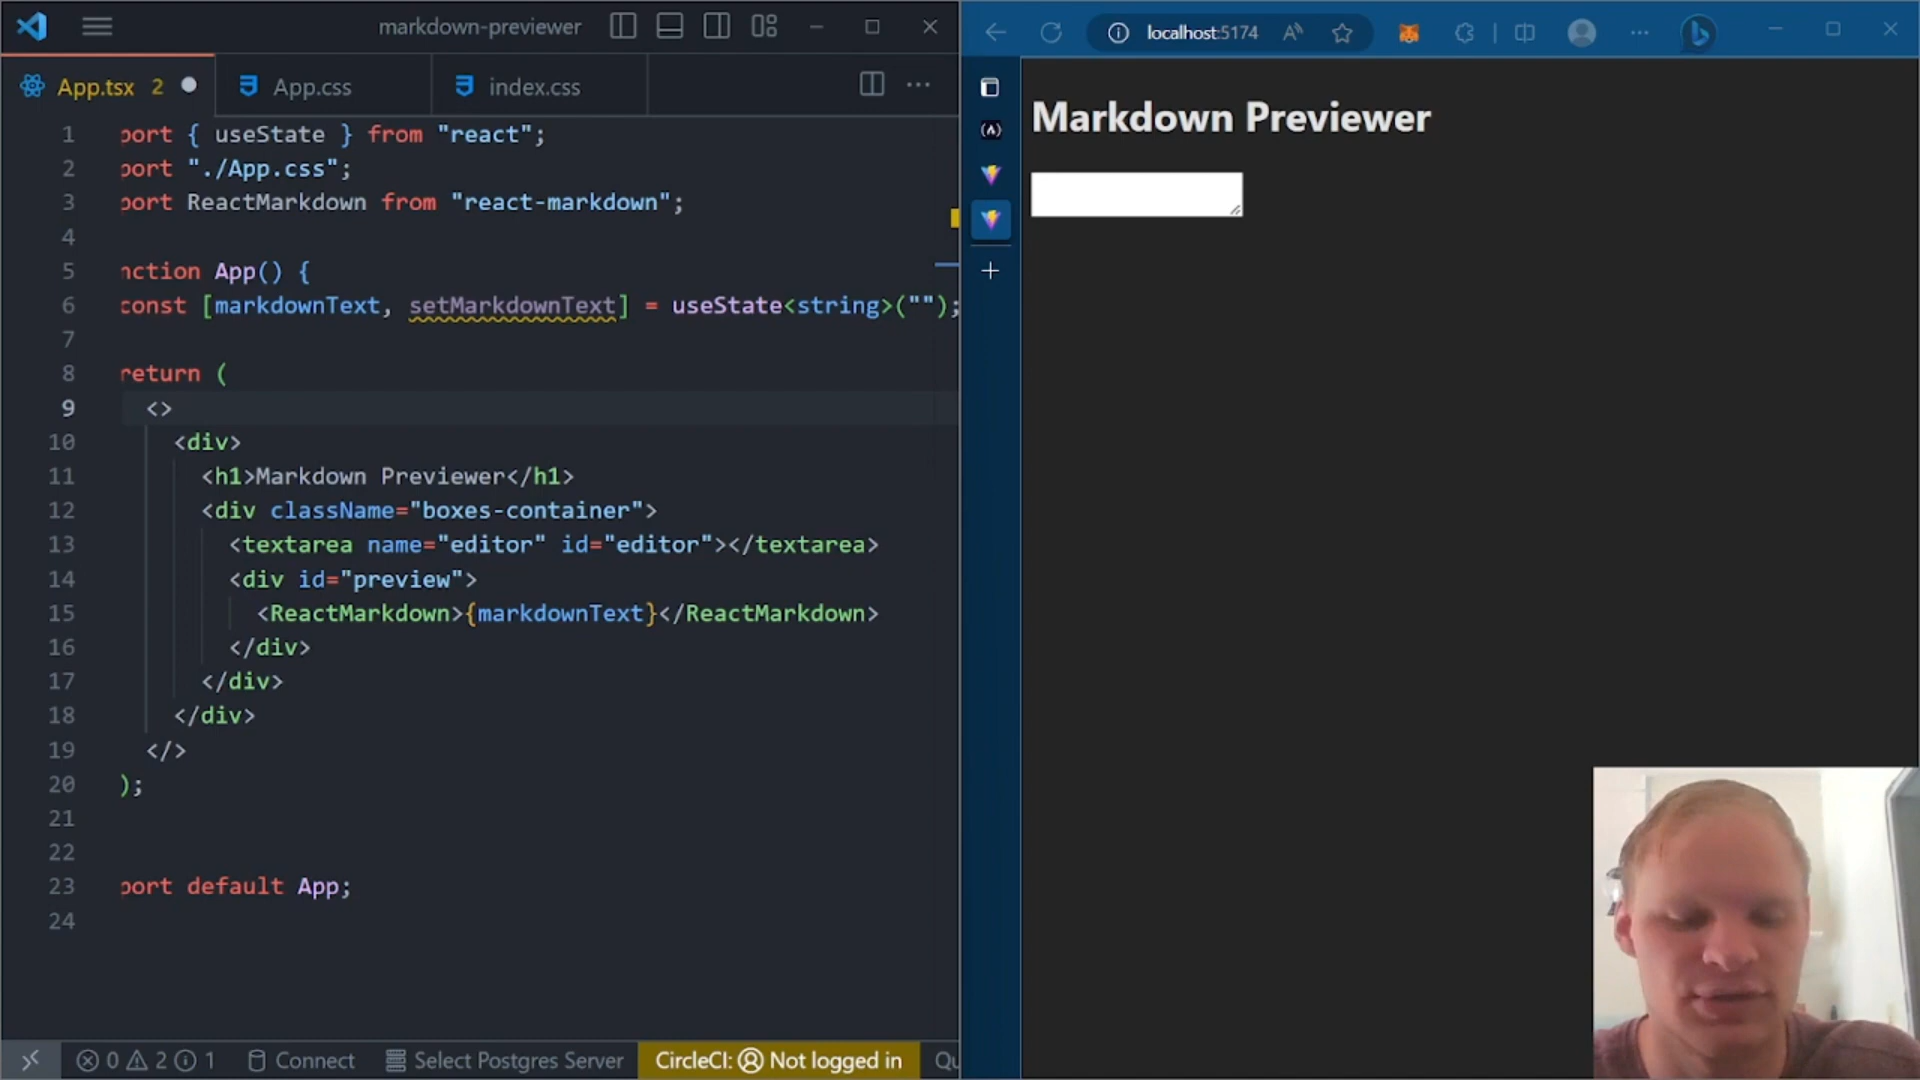 markdown-previewer
App.tsx 2
App.css
index.css
1 port { useState } from "react";
2 port "./App.css";
3 port ReactMarkdown from "react-markdown";
4
5 nction App() {
6 const [markdownText, setMarkdownText] = useState<string>("");
7
8 return (
9 <>
10 <div>
11 <h1>Markdown Previewer</h1>
12 <div className="boxes-container">
13 <textarea name="editor" id="editor"></textarea>
14 <div id="preview">
15 <ReactMarkdown>{markdownText}</ReactMarkdown>
16 </div>
17 </div>
18 </div>
19 </>
20 );
21
22
23 port default App;
24
0 2 1 Connect Select Postgres Server CircleCI: Not logged in Qu
localhost:5174
Markdown Previewer